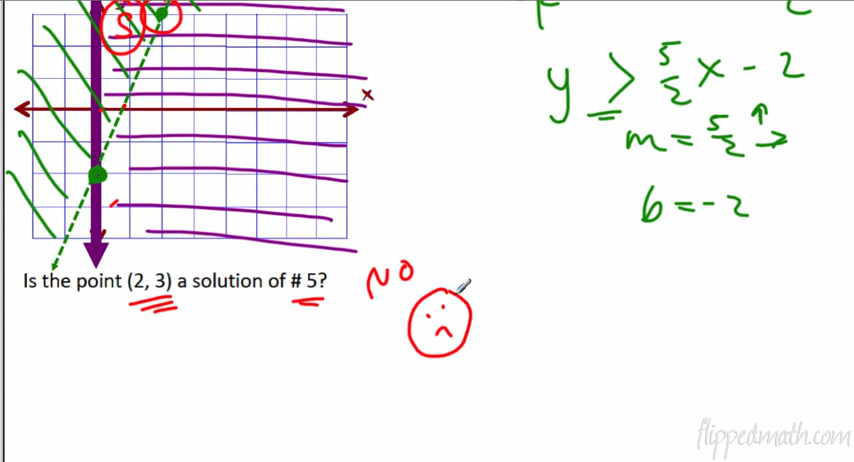 S
x
y > 5/2 x - 2
m = 5/2
b = -2
Is the point (2, 3) a solution of # 5?
NO
flippedmath.com